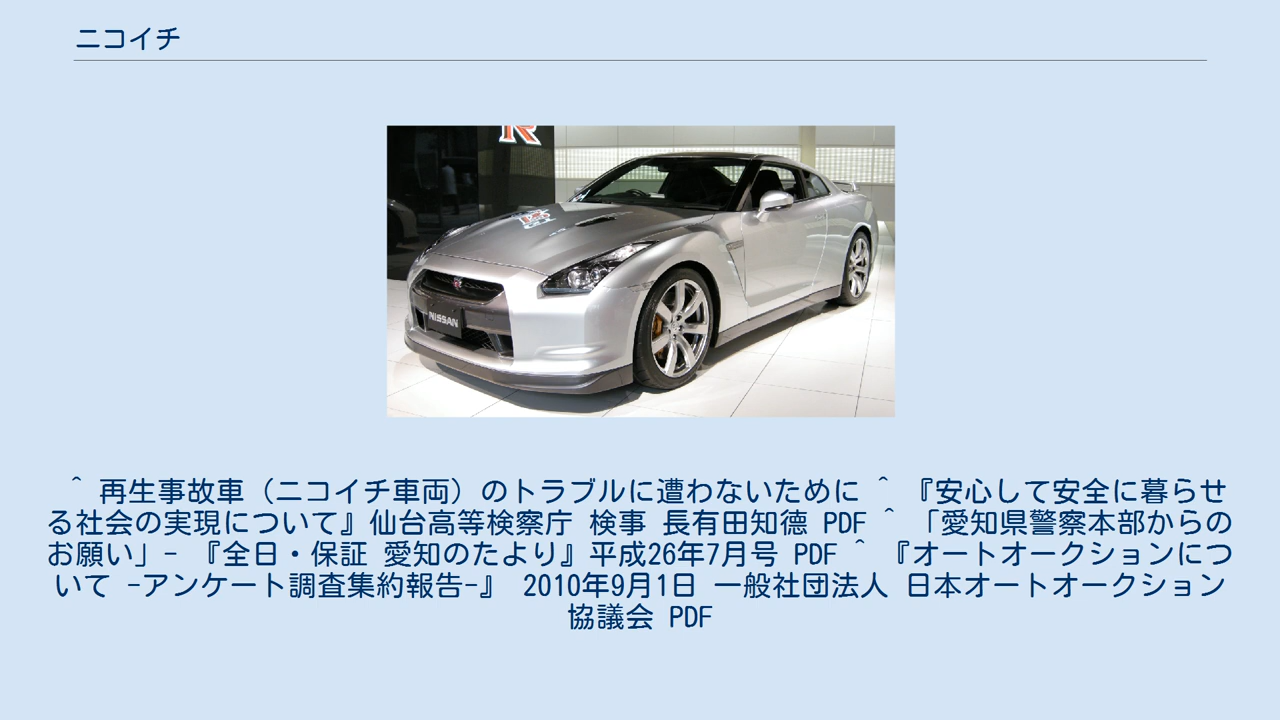 ニコイチ
R
NISSAN
^ 再生事故車（ニコイチ車両）のトラブルに遭わないために ^ 『安心して安全に暮らせ
る社会の実現について』仙台高等検察庁 検事 長有田知德 PDF ^ 「愛知県警察本部からの
お願い」- 『全日・保証 愛知のたより』平成26年7月号 PDF ^ 『オートオークションにつ
いて -アンケート調査集約報告-』 2010年9月1日 一般社団法人 日本オートオークション
協議会 PDF